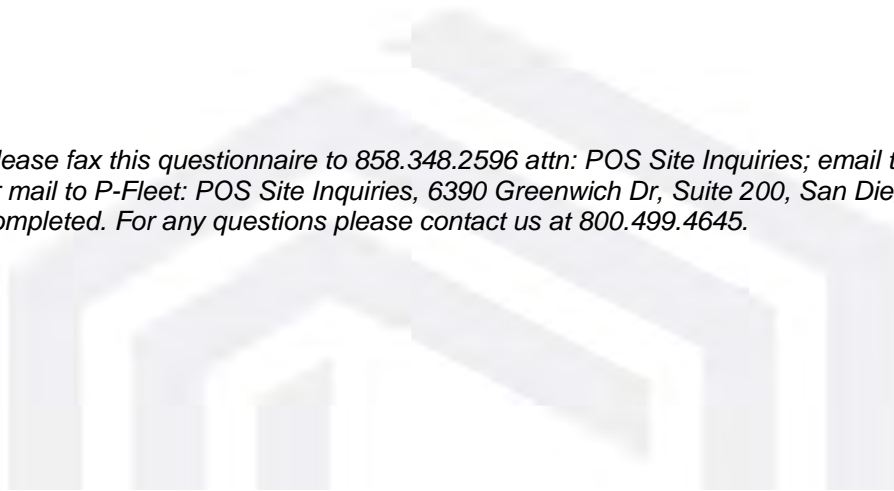 lease fax this questionnaire to 858.348.2596 attn: POS Site Inquiries; email t
r mail to P-Fleet: POS Site Inquiries, 6390 Greenwich Dr, Suite 200, San Die
ompleted. For any questions please contact us at 800.499.4645.